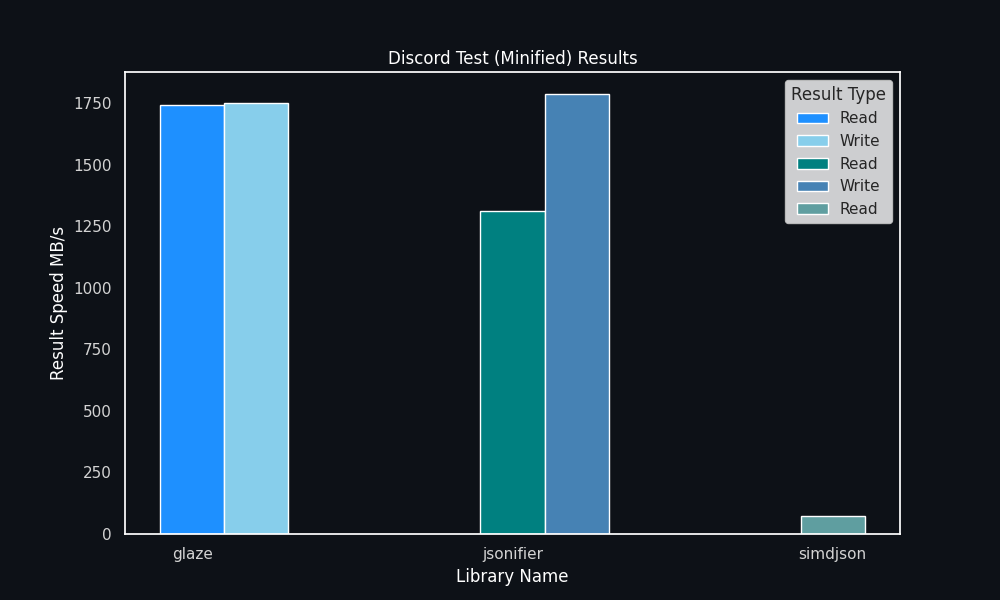 Discord Test (Minified) Results
Result Speed MB/s
1750
1500
1250
1000
750
500
250
0
Result Type
Read
Write
Read
Write
Read
glaze
jsonifier
simdjson
Library Name